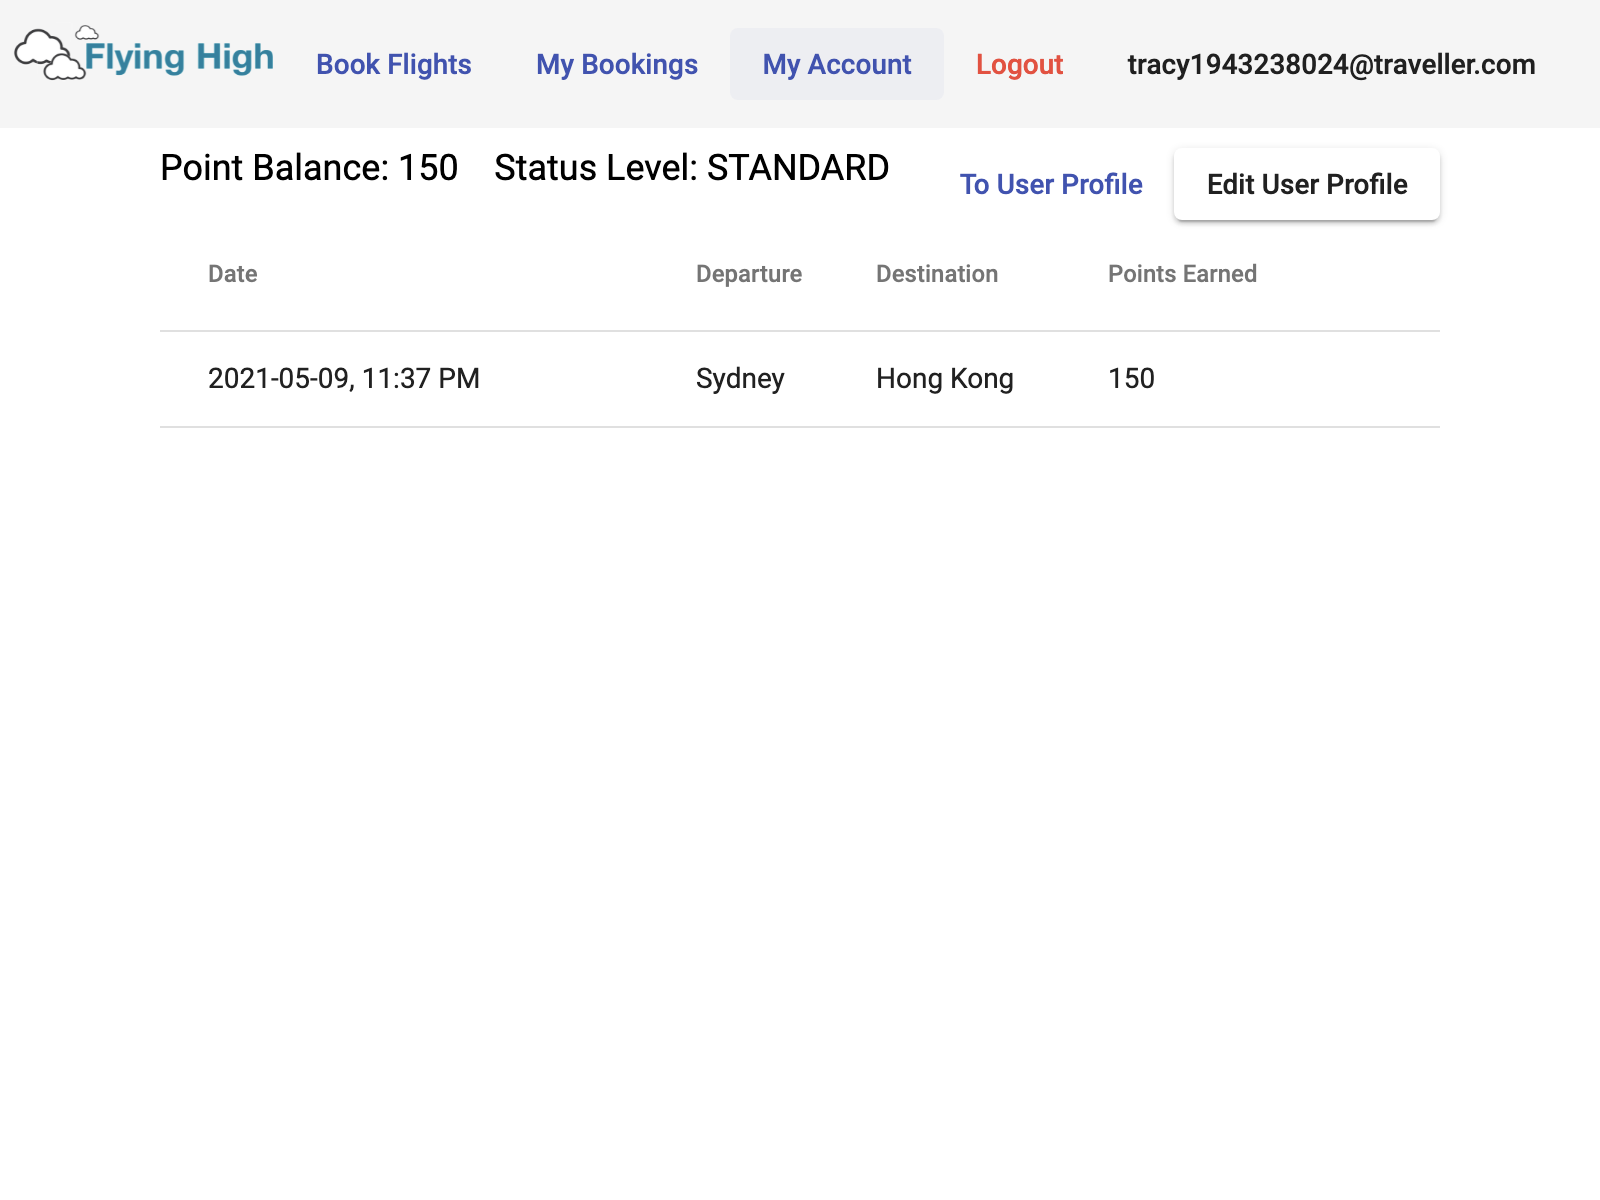 Flying High Book Flights My Bookings My Account Logout tracy1943238024@traveller.com
Point Balance: 150 Status Level: STANDARD To User Profile Edit User Profile
Date Departure Destination Points Earned
2021-05-09, 11:37 PM Sydney Hong Kong 150